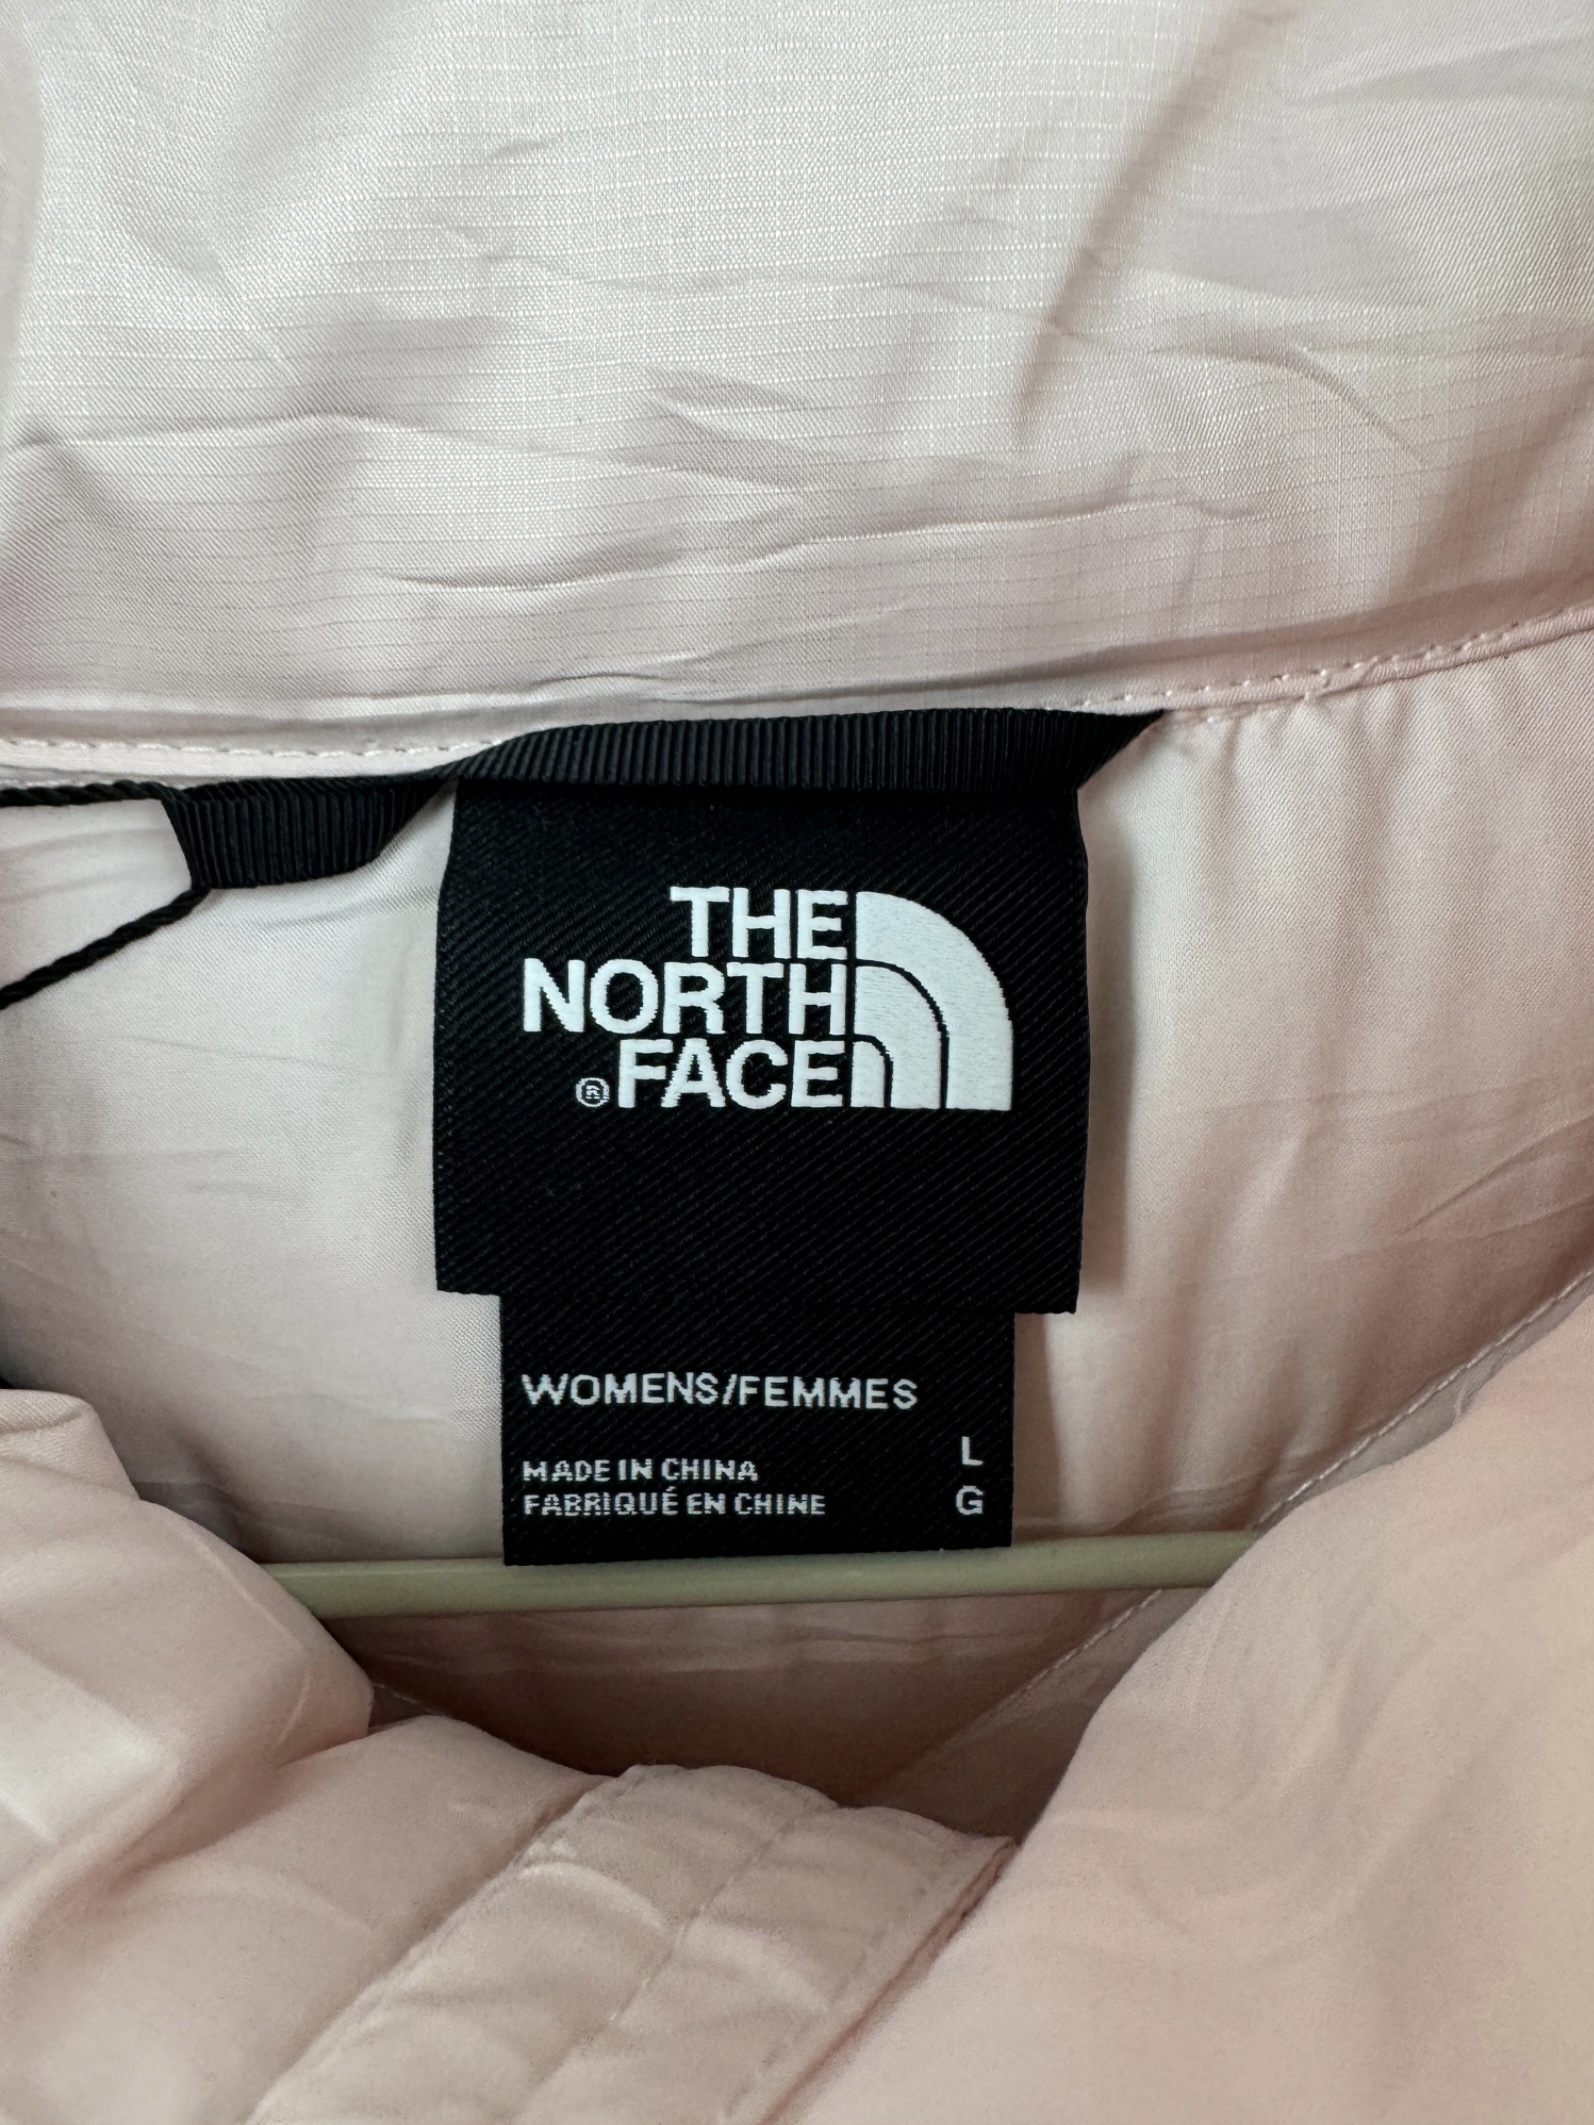 THE
NORTH
®FACE
WOMENS/FEMMES
L
MADE IN CHINA
FABRIQUÉ EN CHINE
G